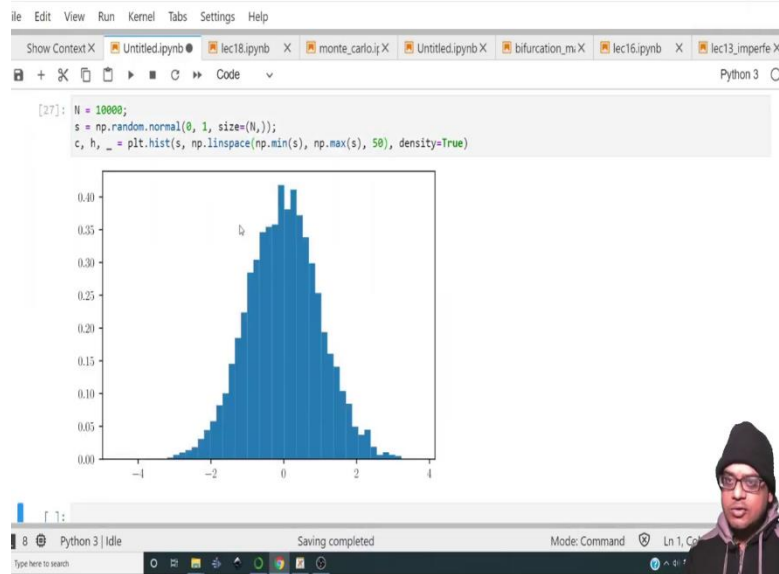 ile Edit View Run Kernel Tabs Settings Help
Show Context X Untitled.ipynb ● lec18.ipynb X monte_carlo.ip X Untitled.ipynb X bifurcation_ma X lec16.ipynb X lec13_imperfe X
Code Python 3
[27]: N = 10000;
s = np.random.normal(0, 1, size=(N,));
c, h, _ = plt.hist(s, np.linspace(np.min(s), np.max(s), 50), density=True)
0.40
0.35
0.30
0.25
0.20
0.15
0.10
0.05
0.00
−4 −2 0 2 4
[ ]:
8 Python 3 | Idle Saving completed Mode: Command Ln 1,
Type here to search